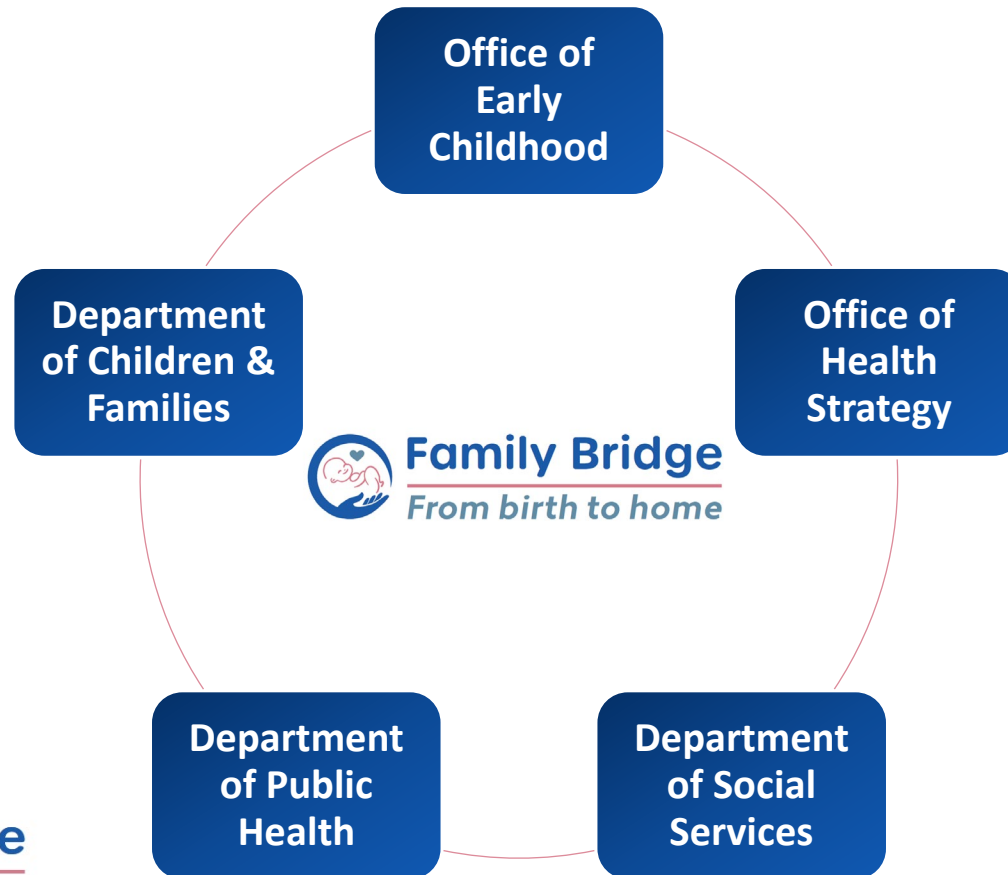 Office of
Early
Childhood
Department
of Children &
Families
Office of
Health
Strategy
Family Bridge
From birth to home
Department
of Public
Health
Department
of Social
Services